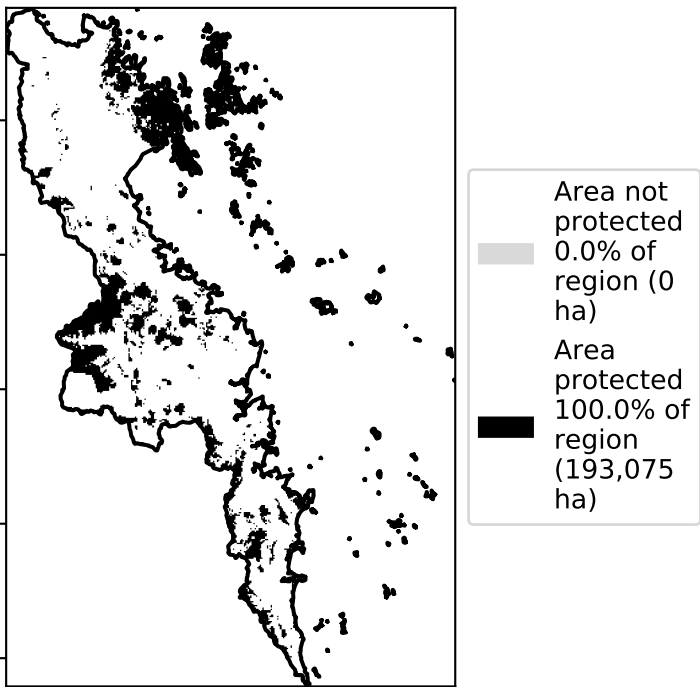 Area not
protected
0.0% of
region (0
ha)
Area
protected
100.0% of
region
(193,075
ha)